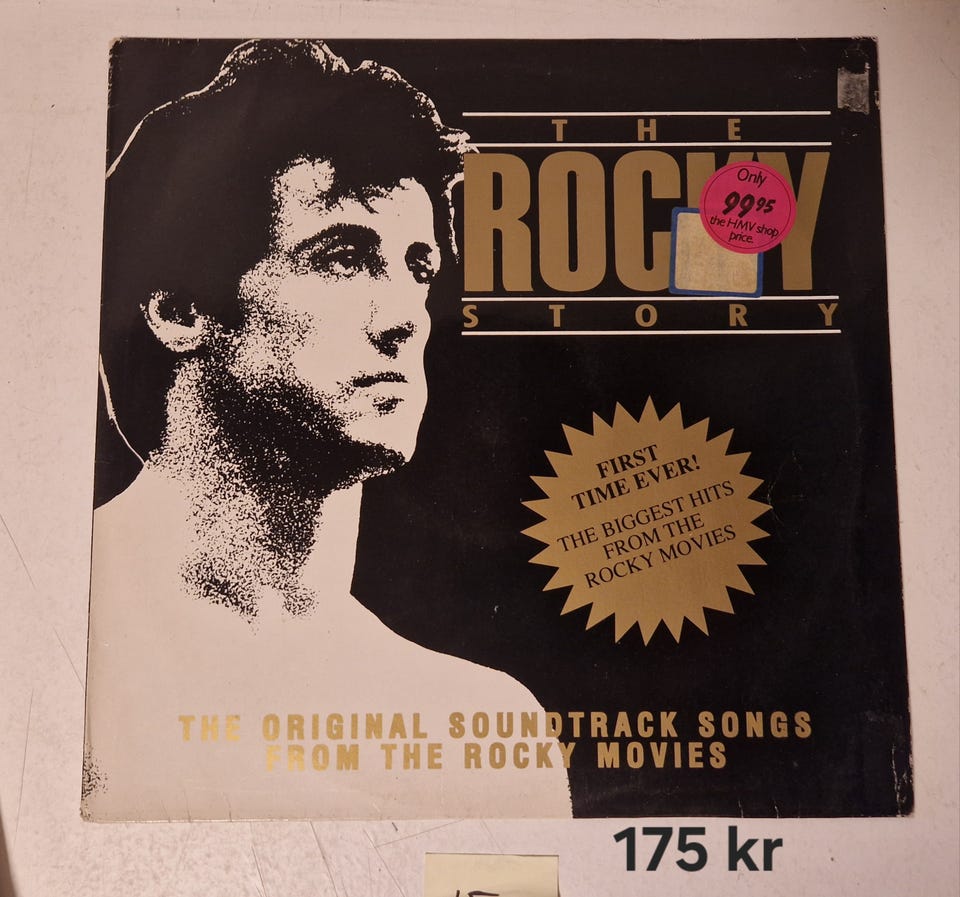 THE
ROCKY
Only
99.95
the HMV shop
price.
STORY
FIRST
TIME EVER!
THE BIGGEST HITS
FROM THE
ROCKY MOVIES
THE ORIGINAL SOUNDTRACK SONGS
FROM THE ROCKY MOVIES
175 kr